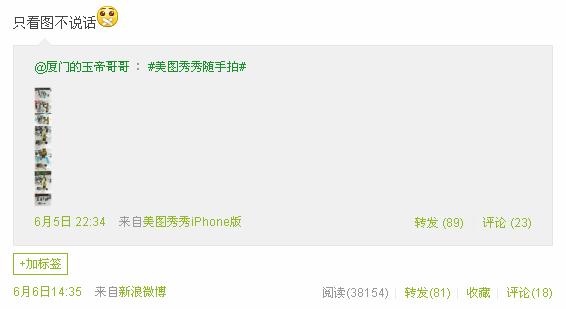 只看图不说话
@厦门的玉帝哥哥 : #美图秀秀随手拍#
6月5日 22:34 来自美图秀秀iPhone版 转发 (89) 评论 (23)
+加标签
6月6日14:35 来自新浪微博 阅读(38154) 转发(81) 收藏 评论(18)